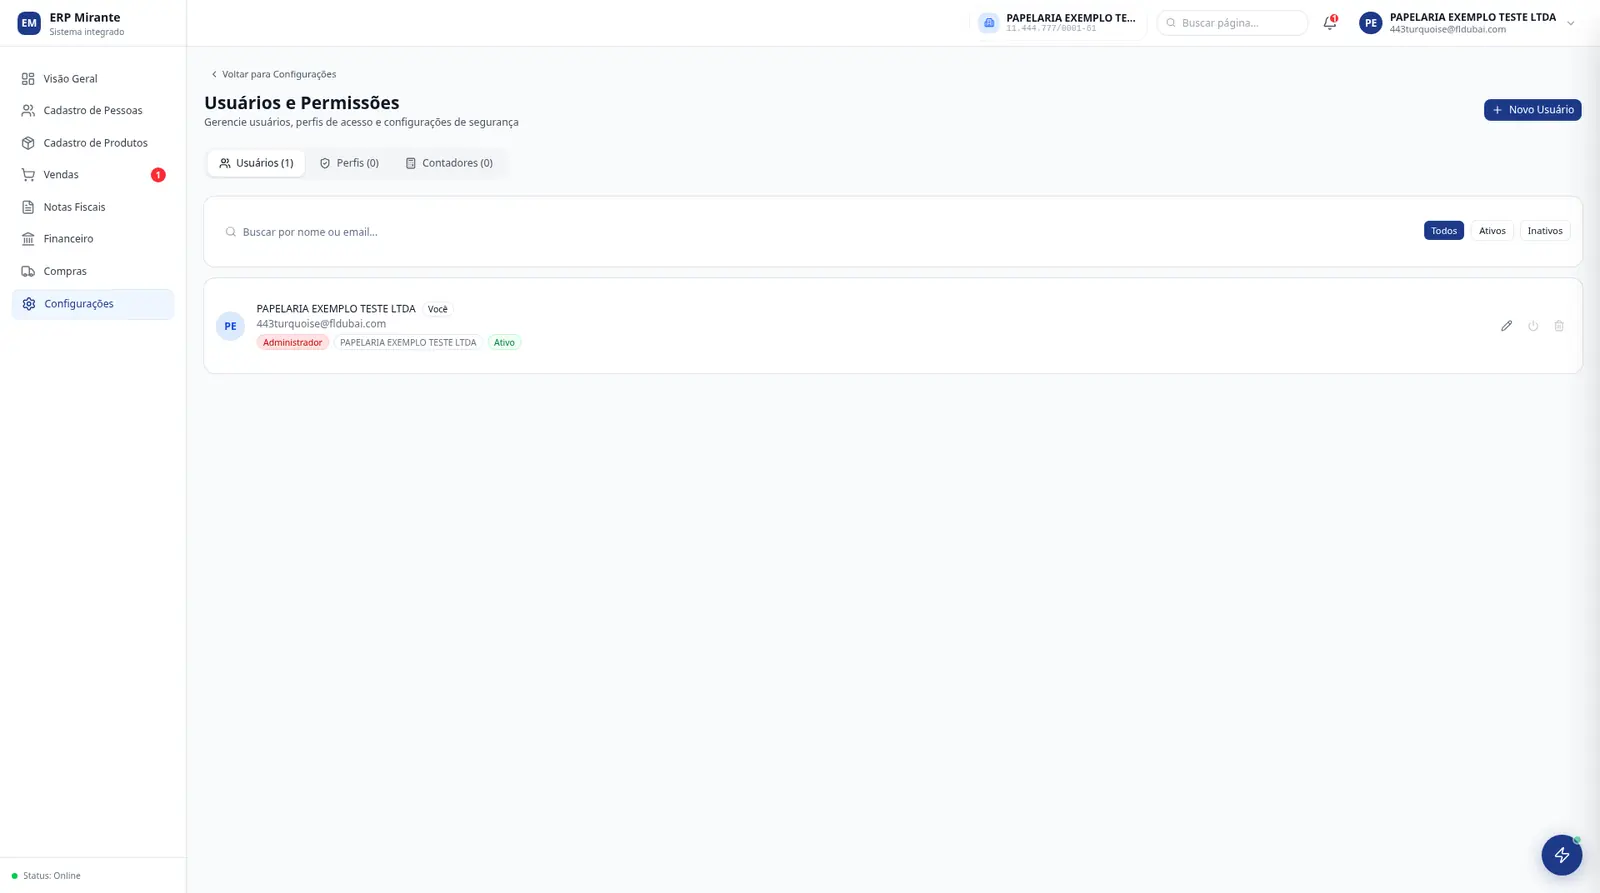 EM
ERP Mirante
Sistema integrado
PAPELARIA EXEMPLO TE...
11.444.777/0001-61
Buscar página...
1
PE
PAPELARIA EXEMPLO TESTE LTDA
443turquoise@fldubai.com
Visão Geral
Cadastro de Pessoas
Cadastro de Produtos
Vendas
1
Notas Fiscais
Financeiro
Compras
Configurações
Status: Online
Voltar para Configurações
Usuários e Permissões
Gerencie usuários, perfis de acesso e configurações de segurança
Novo Usuário
Usuários (1)
Perfis (0)
Contadores (0)
Buscar por nome ou email...
Todos
Ativos
Inativos
PE
PAPELARIA EXEMPLO TESTE LTDA
Você
443turquoise@fldubai.com
Administrador
PAPELARIA EXEMPLO TESTE LTDA
Ativo